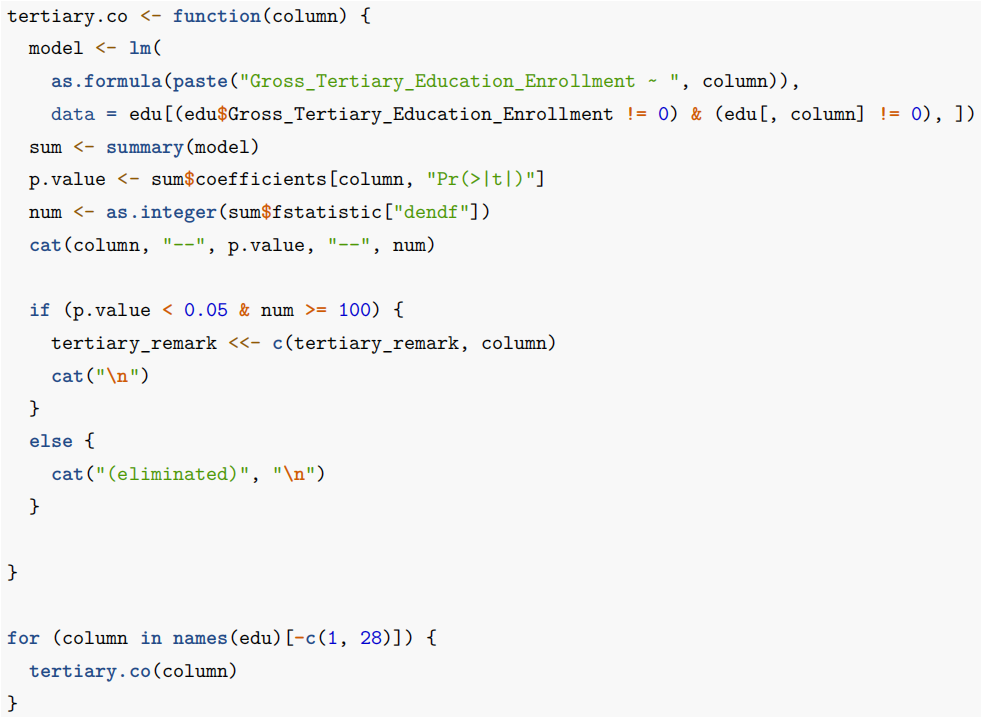 tertiary.co <- function(column) {
  model <- lm(
    as.formula(paste("Gross_Tertiary_Education_Enrollment ~ ", column)),
    data = edu[(edu$Gross_Tertiary_Education_Enrollment != 0) & (edu[, column] != 0), ])
  sum <- summary(model)
  p.value <- sum$coefficients[column, "Pr(>|t|)"]
  num <- as.integer(sum$fstatistic["dendf"])
  cat(column, "--", p.value, "--", num)

  if (p.value < 0.05 & num >= 100) {
    tertiary_remark <<- c(tertiary_remark, column)
    cat("\n")
  }
  else {
    cat("(eliminated)", "\n")
  }

}

for (column in names(edu)[-c(1, 28)]) {
  tertiary.co(column)
}